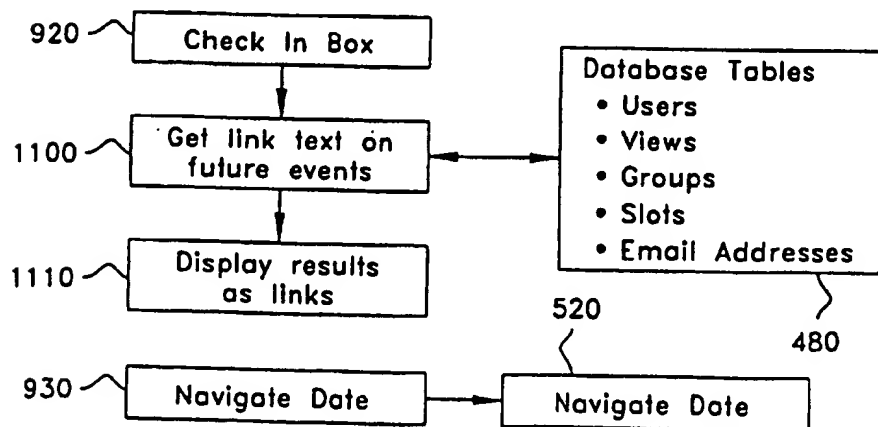 920
Check In Box
1100
Get link text on
future events
1110
Display results
as links
Database Tables
• Users
• Views
• Groups
• Slots
• Email Addresses
480
930
Navigate Date
520
Navigate Date